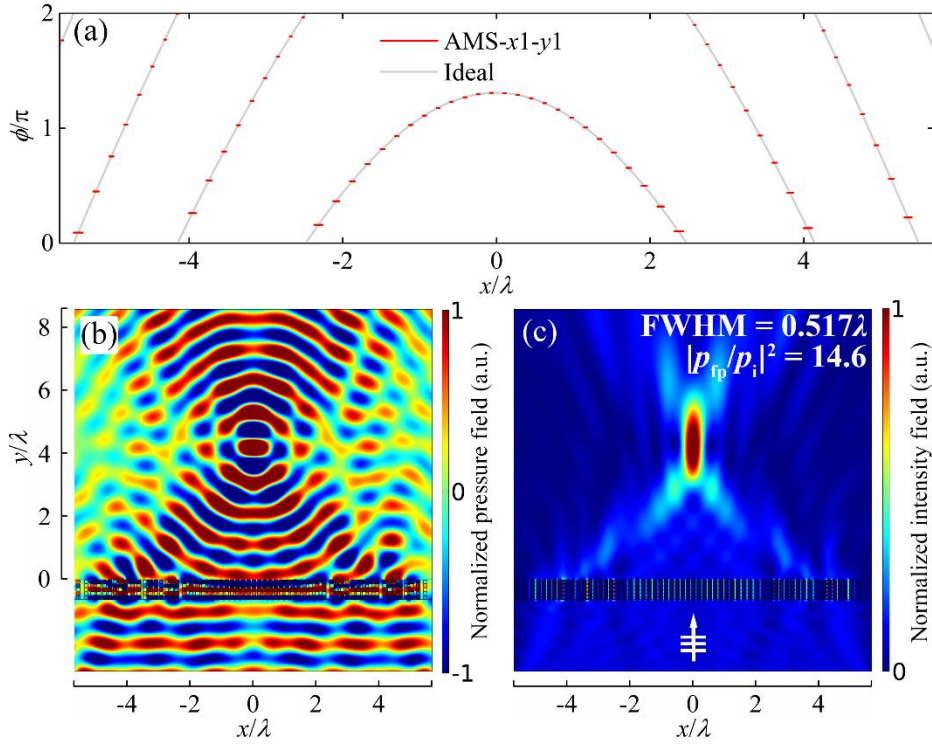 (a)
AMS-x1-y1
Ideal
2
1
0
ϕ/π
-4
-2
0
2
4
x/λ
(b)
8
6
4
2
0
y/λ
-4
-2
0
2
4
x/λ
1
0
-1
Normalized pressure field (a.u.)
(c)
FWHM = 0.517λ
|p_fp/p_i|² = 14.6
-4
-2
0
2
4
x/λ
1
0
Normalized intensity field (a.u.)